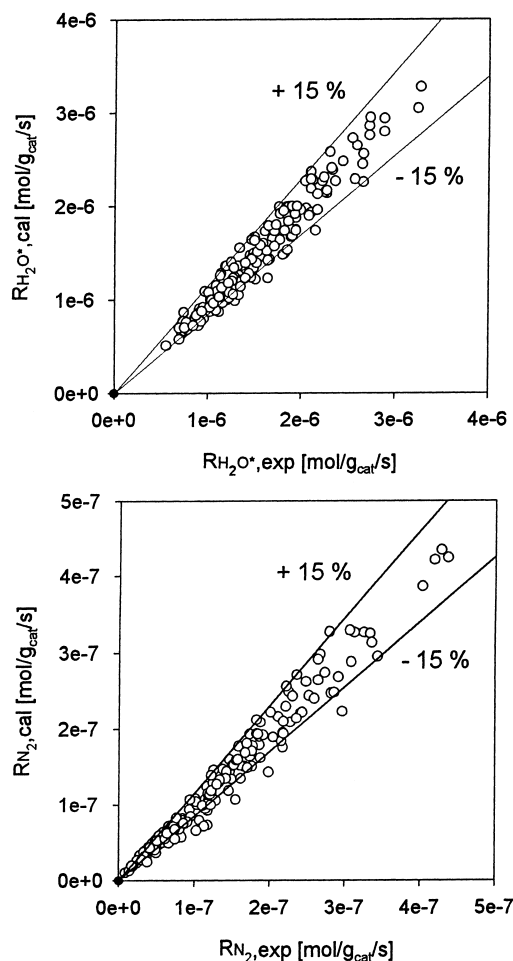 4e-6
+ 15 %
3e-6
- 15 %
2e-6
1e-6
0e+0
RH2O*,cal [mol/gcat/s]
0e+0 1e-6 2e-6 3e-6 4e-6
RH2O*,exp [mol/gcat/s]
5e-7
+ 15 %
4e-7
3e-7
- 15 %
2e-7
1e-7
0e+0
RN2,cal [mol/gcat/s]
0e+0 1e-7 2e-7 3e-7 4e-7 5e-7
RN2,exp [mol/gcat/s]